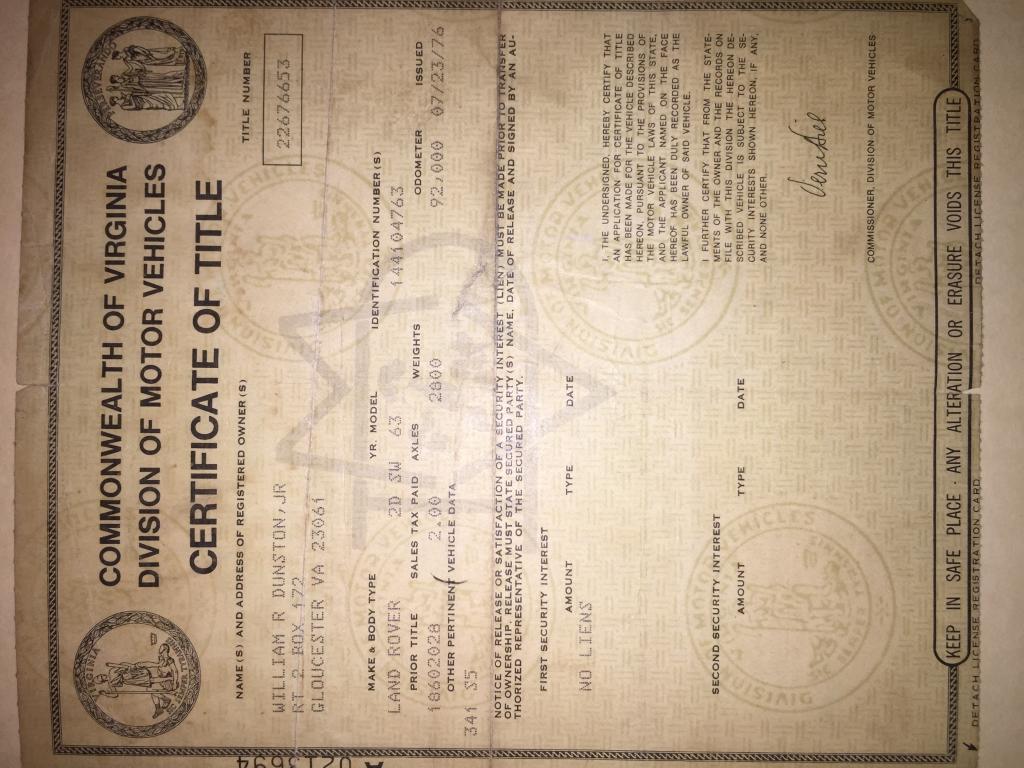 COMMONWEALTH OF VIRGINIA
DIVISION OF MOTOR VEHICLES
CERTIFICATE OF TITLE
NAME(S) AND ADDRESS OF REGISTERED OWNER(S)
TITLE NUMBER
WILLIAM R DUNSTON,JR
22676653
RT 2 BOX 172
GLOUCESTER VA 23061
MAKE & BODY TYPE YR. MODEL IDENTIFICATION NUMBER(S)
LAND ROVER 2D SW 63 144104763
PRIOR TITLE SALES TAX PAID AXLES WEIGHTS ODOMETER ISSUED
18602028 2.00 2800 92,000 07/23/76
OTHER PERTINENT VEHICLE DATA
341 S5
NOTICE OF RELEASE OR SATISFACTION OF A SECURITY INTEREST (LIEN) MUST BE MADE PRIOR TO TRANSFER
OF OWNERSHIP. RELEASE MUST STATE SECURED PARTY(S) NAME, DATE OF RELEASE AND SIGNED BY AN AU-
THORIZED REPRESENTATIVE OF THE SECURED PARTY.
FIRST SECURITY INTEREST
AMOUNT TYPE DATE
NO LIENS
SECOND SECURITY INTEREST
AMOUNT TYPE DATE
I, THE UNDERSIGNED, HEREBY CERTIFY THAT
AN APPLICATION FOR CERTIFICATE OF TITLE
HAS BEEN MADE FOR THE VEHICLE DESCRIBED
HEREON, PURSUANT TO THE PROVISIONS OF
THE MOTOR VEHICLE LAWS OF THIS STATE,
AND THE APPLICANT NAMED ON THE FACE
HEREOF HAS BEEN DULY RECORDED AS THE
LAWFUL OWNER OF SAID VEHICLE.
I FURTHER CERTIFY THAT FROM THE STATE-
MENTS OF THE OWNER AND THE RECORDS ON
FILE WITH THIS DIVISION THE HEREON DE-
SCRIBED VEHICLE IS SUBJECT TO THE SE-
CURITY INTERESTS SHOWN HEREON, IF ANY,
AND NONE OTHER.
COMMISSIONER, DIVISION OF MOTOR VEHICLES
KEEP IN SAFE PLACE · ANY ALTERATION OR ERASURE VOIDS THIS TITLE
DETACH LICENSE REGISTRATION CARD DETACH LICENSE REGISTRATION CARD